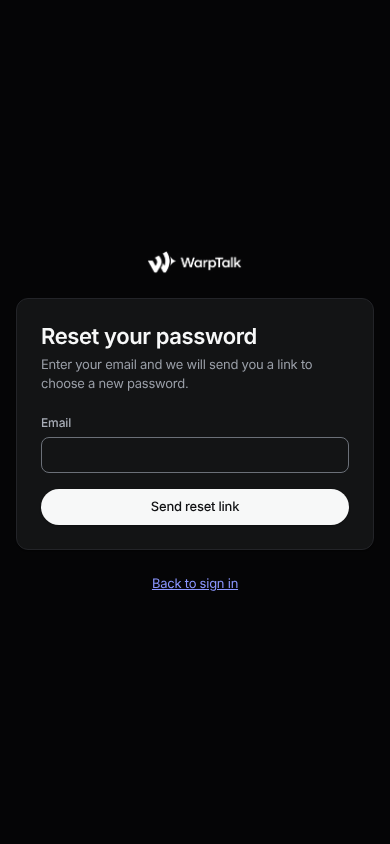 WarpTalk
Reset your password
Enter your email and we will send you a link to
choose a new password.
Email
Send reset link
Back to sign in